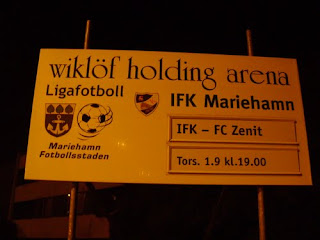 wiklöf holding arena
Ligafotboll
IFK Mariehamn
IFK – FC Zenit
Mariehamn
Fotbollsstaden
Tors. 1.9 kl.19.00